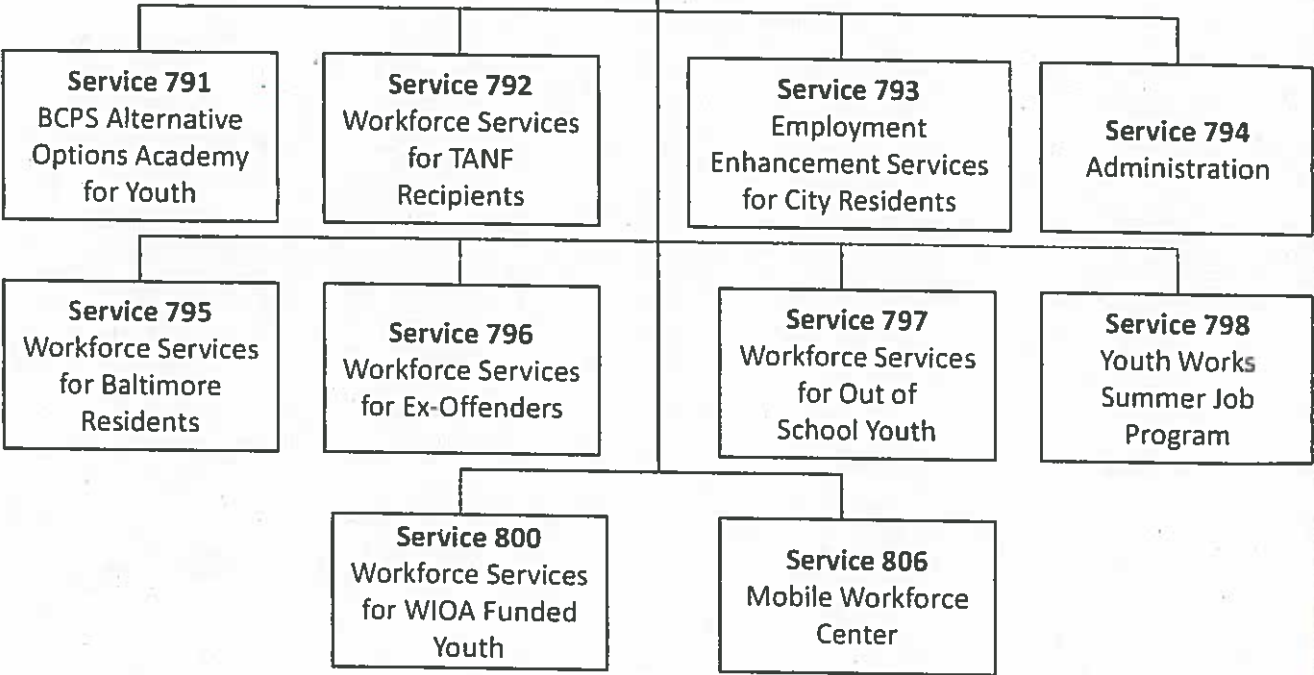 Service 791
BCPS Alternative
Options Academy
for Youth
Service 792
Workforce Services
for TANF
Recipients
Service 793
Employment
Enhancement Services
for City Residents
Service 794
Administration
Service 795
Workforce Services
for Baltimore
Residents
Service 796
Workforce Services
for Ex-Offenders
Service 797
Workforce Services
for Out of
School Youth
Service 798
Youth Works
Summer Job
Program
Service 800
Workforce Services
for WIOA Funded
Youth
Service 806
Mobile Workforce
Center